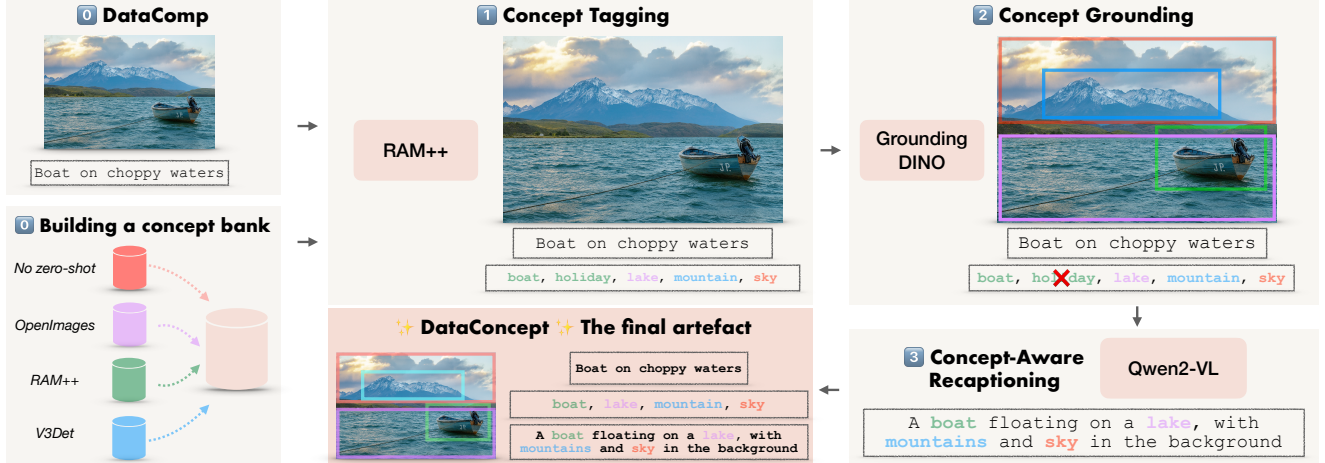 0 DataComp
Boat on choppy waters
0 Building a concept bank
No zero-shot
OpenImages
RAM++
V3Det
1 Concept Tagging
RAM++
JP
Boat on choppy waters
boat, holiday, lake, mountain, sky
2 Concept Grounding
Grounding
DINO
JP
Boat on choppy waters
boat, holiday, lake, mountain, sky
3 Concept-Aware
Recaptioning
Qwen2-VL
A boat floating on a lake, with
mountains and sky in the background
✨ DataConcept ✨ The final artefact
Boat on choppy waters
boat, lake, mountain, sky
A boat floating on a lake, with
mountains and sky in the background